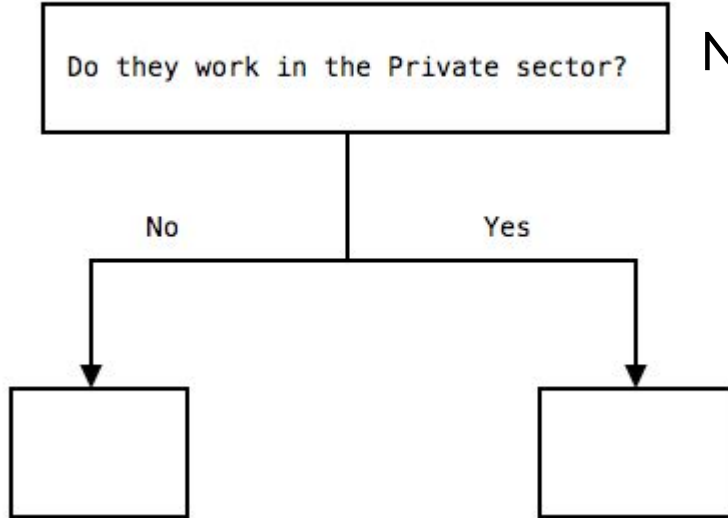 Do they work in the Private sector?
No
Yes